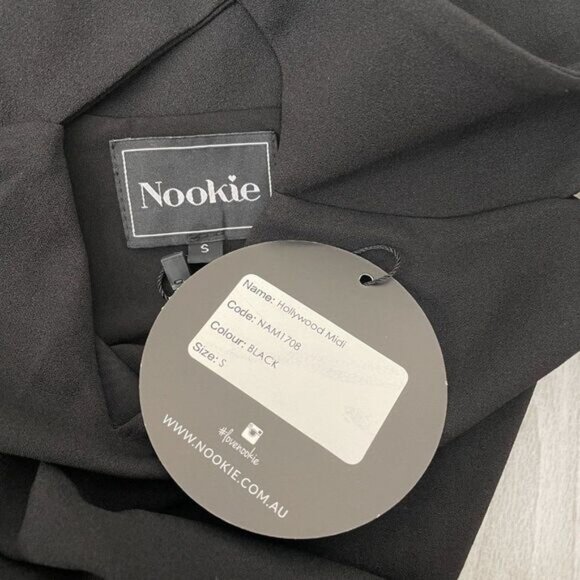 Nookie
S
Name: Hollywood Midi
Code: NAM1708
Colour: BLACK
Size: S
#lovenookie
WWW.NOOKIE.COM.AU